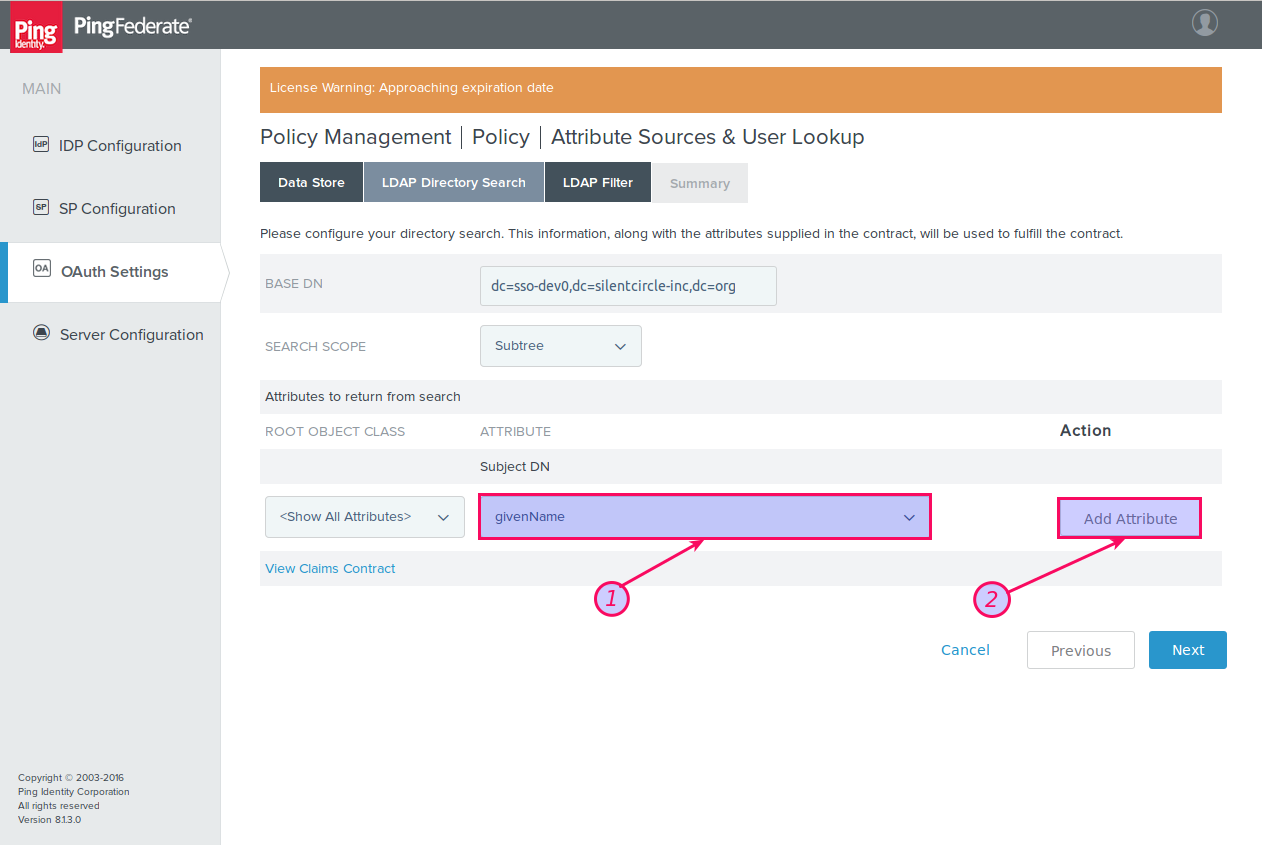 Ping
Identity.
PingFederate®
MAIN
IdP IDP Configuration
SP SP Configuration
OA OAuth Settings
Server Configuration
License Warning: Approaching expiration date
Policy Management | Policy | Attribute Sources & User Lookup
Data Store LDAP Directory Search LDAP Filter Summary
Please configure your directory search. This information, along with the attributes supplied in the contract, will be used to fulfill the contract.
BASE DN dc=sso-dev0,dc=silentcircle-inc,dc=org
SEARCH SCOPE Subtree
Attributes to return from search
ROOT OBJECT CLASS ATTRIBUTE Action
Subject DN
<Show All Attributes> givenName Add Attribute
View Claims Contract
1 2
Cancel Previous Next
Copyright © 2003-2016
Ping Identity Corporation
All rights reserved
Version 8.1.3.0